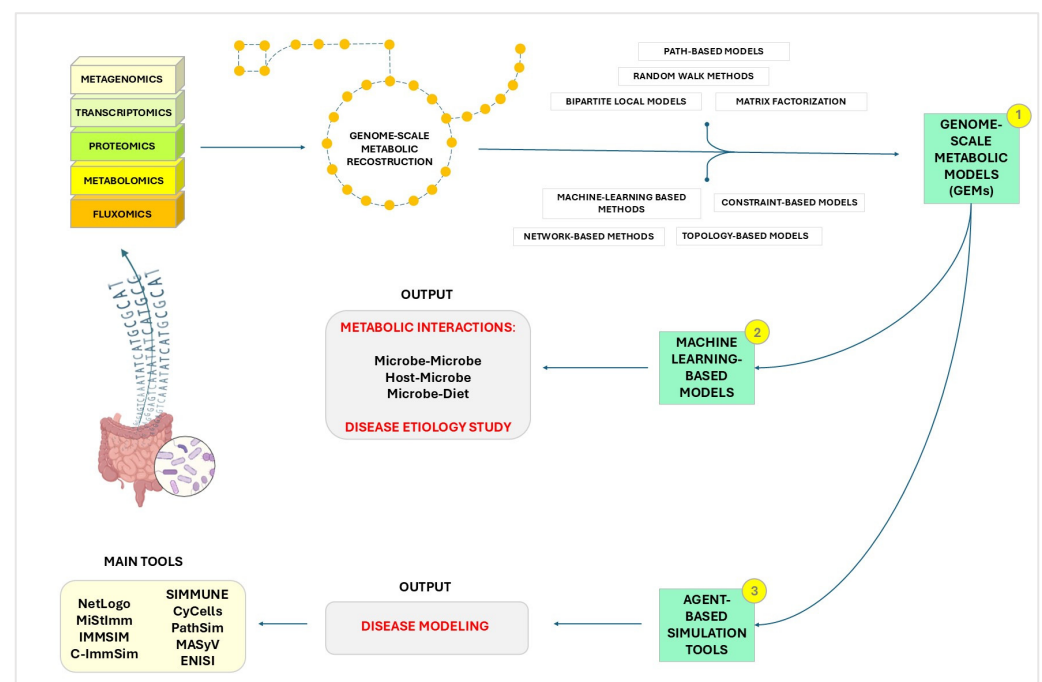 METAGENOMICS
TRANSCRIPTOMICS
PROTEOMICS
METABOLOMICS
FLUXOMICS
GENOME-SCALE
METABOLIC
RECOSTRUCTION
PATH-BASED MODELS
RANDOM WALK METHODS
BIPARTITE LOCAL MODELS
MATRIX FACTORIZATION
MACHINE-LEARNING BASED
METHODS
CONSTRAINT-BASED MODELS
NETWORK-BASED METHODS
TOPOLOGY-BASED MODELS
1
GENOME-
SCALE
METABOLIC
MODELS
(GEMs)
OUTPUT
METABOLIC INTERACTIONS:
Microbe-Microbe
Host-Microbe
Microbe-Diet
DISEASE ETIOLOGY STUDY
2
MACHINE
LEARNING-
BASED
MODELS
MAIN TOOLS
NetLogo
MiStImm
IMMSIM
C-ImmSim
SIMMUNE
CyCells
PathSim
MASyV
ENISI
OUTPUT
DISEASE MODELING
3
AGENT-
BASED
SIMULATION
TOOLS